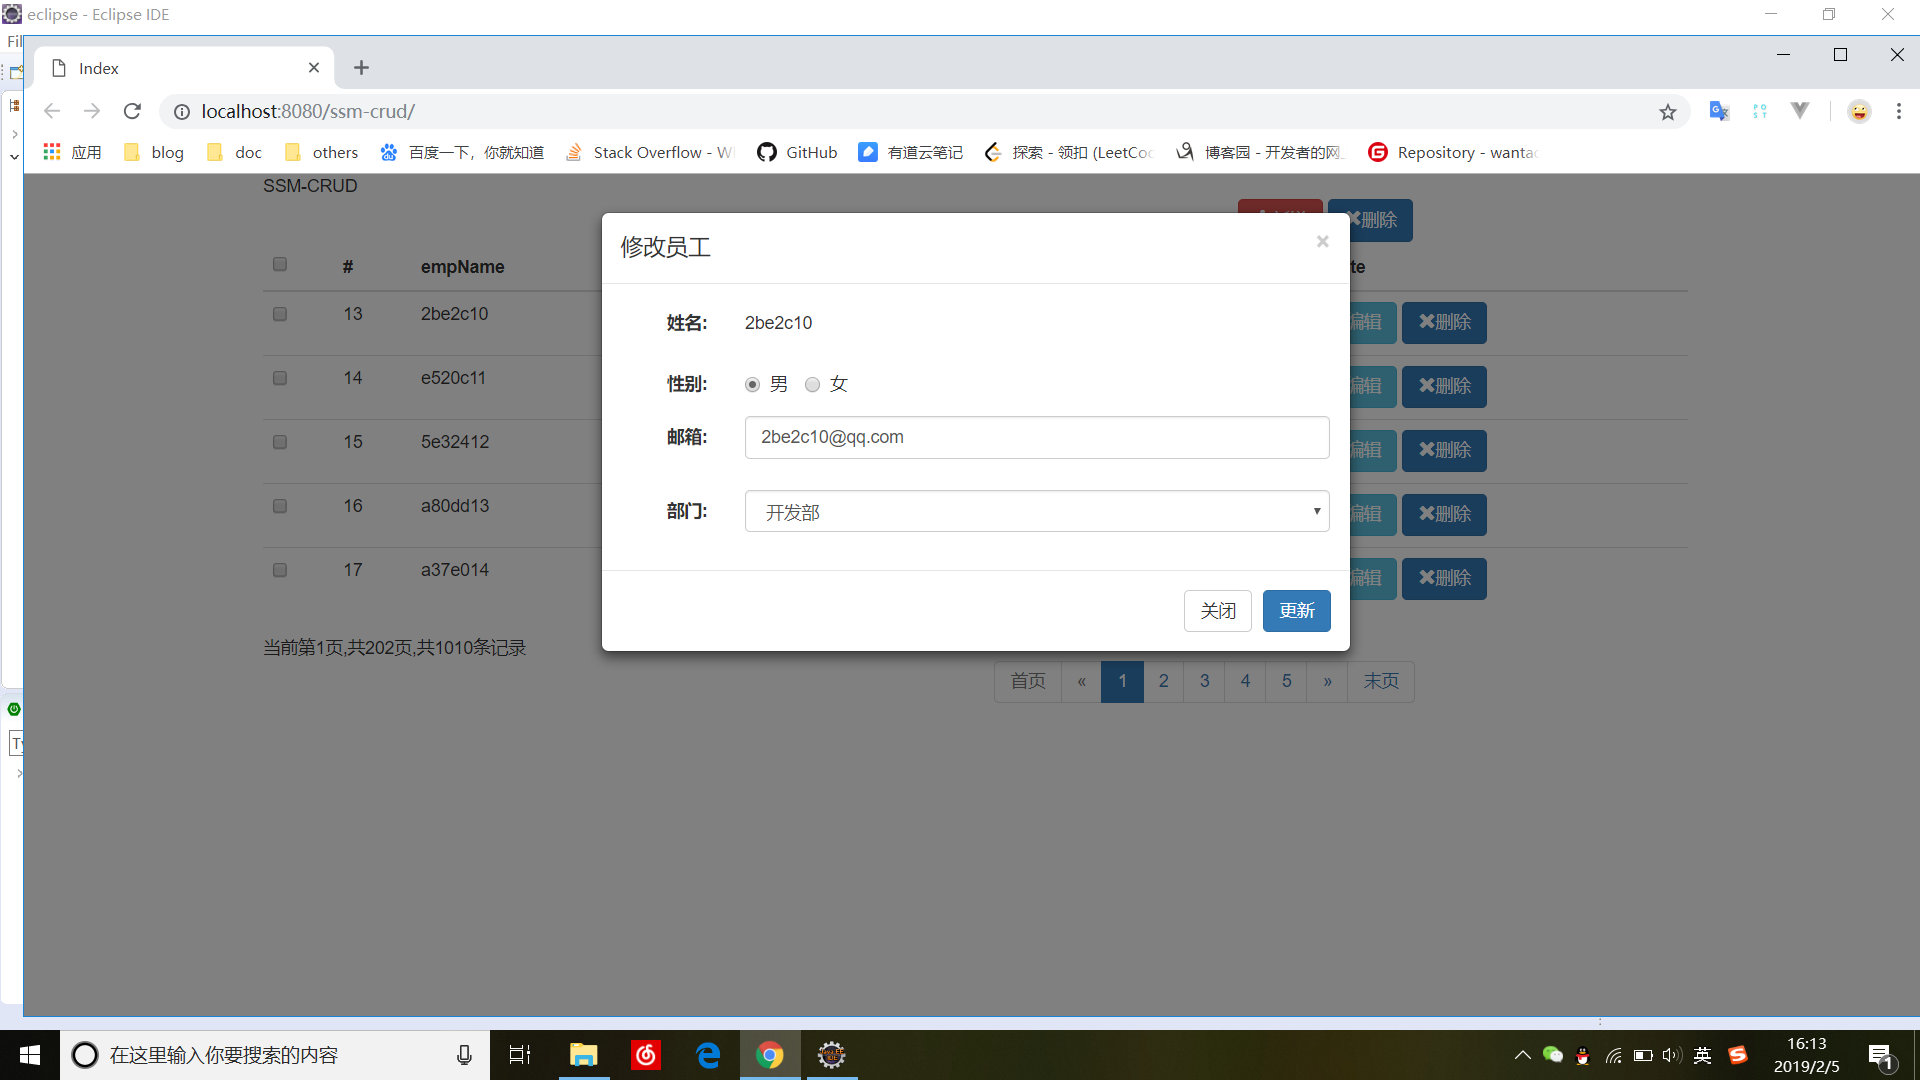 eclipse - Eclipse IDE
Fil
Index
localhost:8080/ssm-crud/
应用
blog
doc
others
百度一下，你就知道
Stack Overflow - W
GitHub
有道云笔记
探索 - 领扣 (LeetCo
博客园 - 开发者的网
Repository - wanta
SSM-CRUD
删除
# empName te
13 2be2c10 编辑 删除
14 e520c11 编辑 删除
15 5e32412 编辑 删除
16 a80dd13 编辑 删除
17 a37e014 编辑 删除
修改员工 ×
姓名: 2be2c10
性别: 男 女
邮箱: 2be2c10@qq.com
部门: 开发部
关闭 更新
当前第1页,共202页,共1010条记录
首页 « 1 2 3 4 5 » 末页
Ty
在这里输入你要搜索的内容
英
16:13
2019/2/5
1